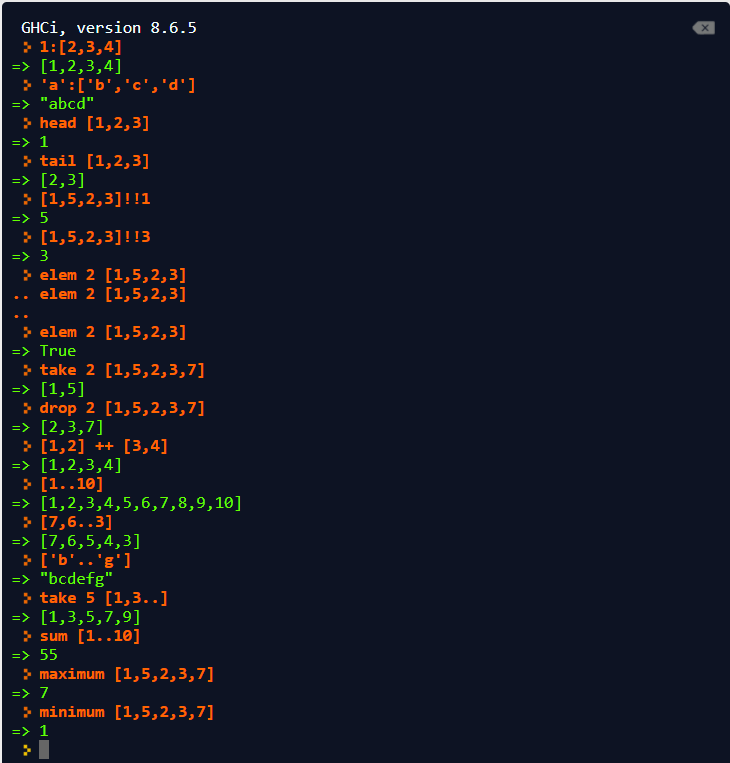 GHCi, version 8.6.5
1:[2,3,4]
=> [1,2,3,4]
'a':['b','c','d']
=> "abcd"
head [1,2,3]
=> 1
tail [1,2,3]
=> [2,3]
[1,5,2,3]!!1
=> 5
[1,5,2,3]!!3
=> 3
elem 2 [1,5,2,3]
.. elem 2 [1,5,2,3]
..
elem 2 [1,5,2,3]
=> True
take 2 [1,5,2,3,7]
=> [1,5]
drop 2 [1,5,2,3,7]
=> [2,3,7]
[1,2] ++ [3,4]
=> [1,2,3,4]
[1..10]
=> [1,2,3,4,5,6,7,8,9,10]
[7,6..3]
=> [7,6,5,4,3]
['b'..'g']
=> "bcdefg"
take 5 [1,3..]
=> [1,3,5,7,9]
sum [1..10]
=> 55
maximum [1,5,2,3,7]
=> 7
minimum [1,5,2,3,7]
=> 1